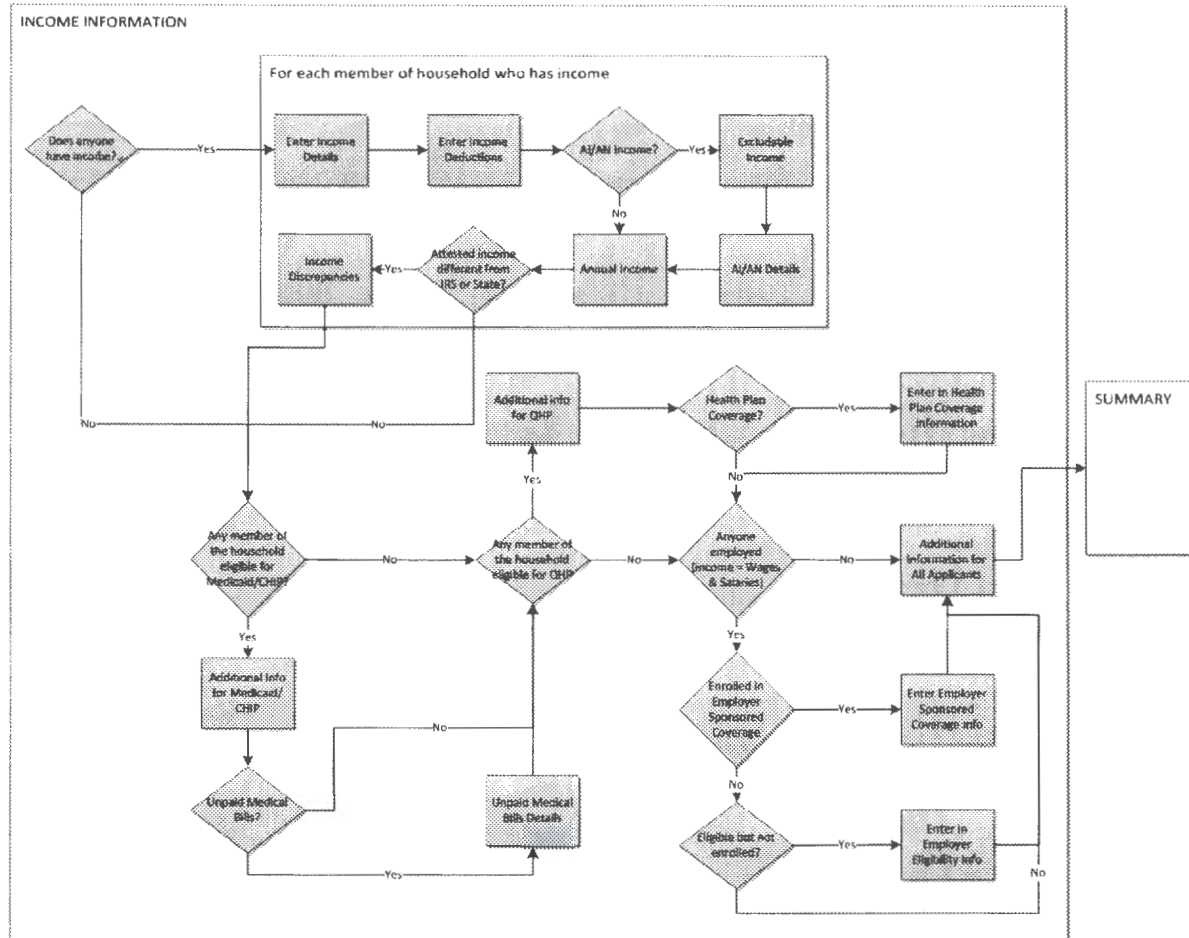 INCOME INFORMATION
For each member of household who has income
Does anyone
have income?
Yes
Enter Income
Details
Enter Income
Deductions
AI/AN Income?
Yes
Excludable
Income
No
Income
Discrepancies
Yes
Attested income
different from
IRS or State?
Annual Income
AI/AN Details
No
No
Additional info
for QHP
Health Plan
Coverage?
Yes
Enter in Health
Plan Coverage
information
SUMMARY
Yes
No
Any member of
the household
eligible for
Medicaid/CHIP?
No
Any member of
the household
eligible for QHP
No
Anyone
employed
[income = Wages
& Salaries]
No
Additional
Information for
All Applicants
Yes
Yes
Additional Info
for Medicaid/
CHIP
Enrolled in
Employer
Sponsored
Coverage
Yes
Enter Employer
Sponsored
Coverage Info
No
No
Unpaid Medical
Bills?
Unpaid Medical
Bills Details
Eligible but not
enrolled?
Yes
Enter in
Employer
Eligibility Info
Yes
No